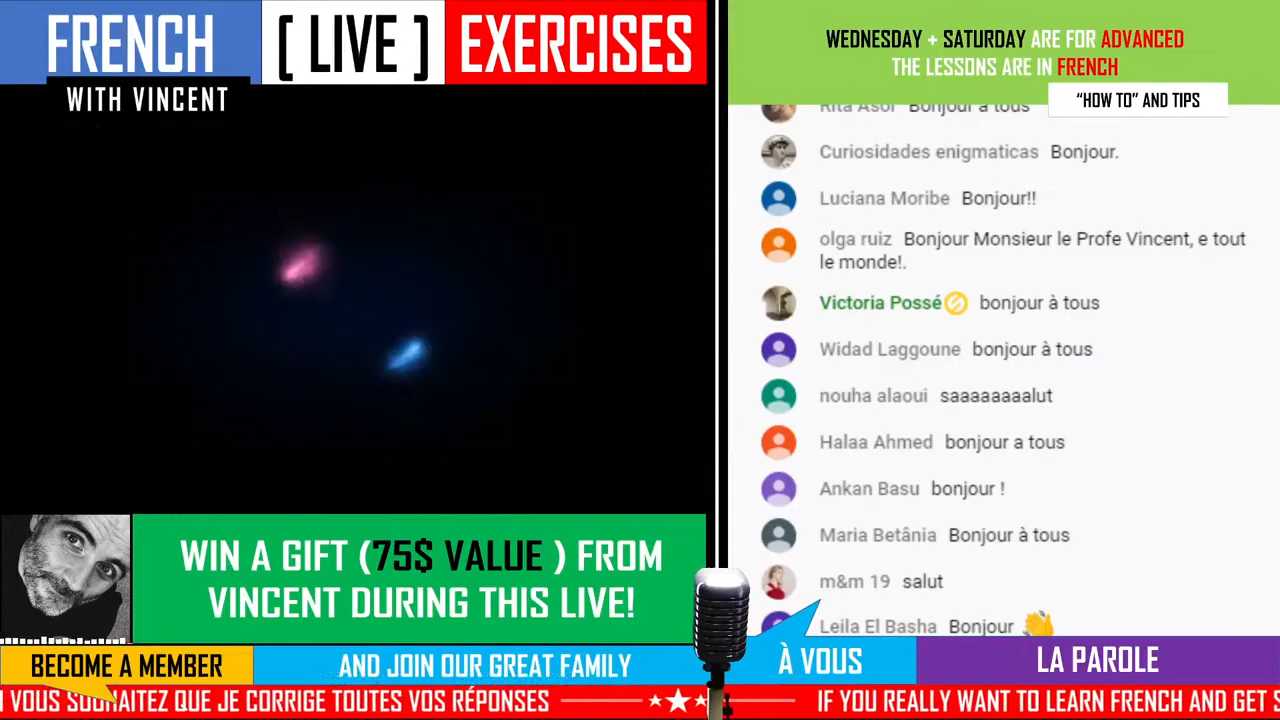 FRENCH [ LIVE ] EXERCISES
WITH VINCENT
WEDNESDAY + SATURDAY ARE FOR ADVANCED
THE LESSONS ARE IN FRENCH
"HOW TO" AND TIPS
Rita Asor Bonjour à tous
Curiosidades enigmaticas Bonjour.
Luciana Moribe Bonjour!!
olga ruiz Bonjour Monsieur le Profe Vincent, e tout
le monde!.
Victoria Possé bonjour à tous
Widad Laggoune bonjour à tous
nouha alaoui saaaaaaaalut
Halaa Ahmed bonjour a tous
Ankan Basu bonjour !
Maria Betânia Bonjour à tous
m&m 19 salut
Leila El Basha Bonjour
WIN A GIFT (75$ VALUE ) FROM
VINCENT DURING THIS LIVE!
BECOME A MEMBER
AND JOIN OUR GREAT FAMILY
À VOUS
LA PAROLE
I VOUS SOUHAITEZ QUE JE CORRIGE TOUTES VOS RÉPONSES
IF YOU REALLY WANT TO LEARN FRENCH AND GET S